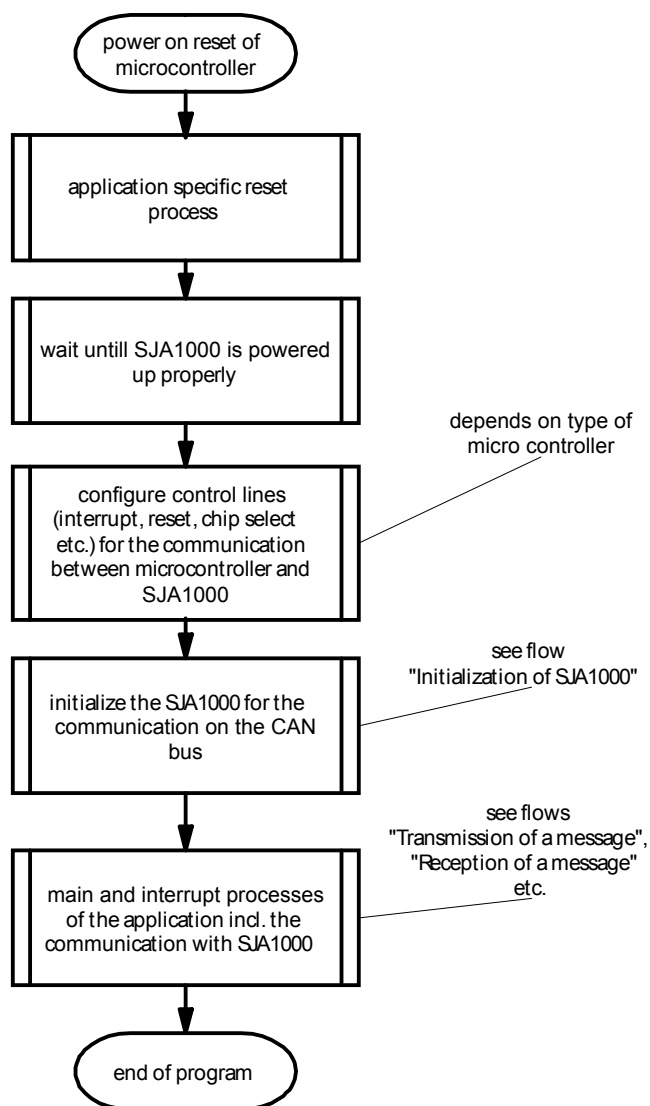 power on reset of
microcontroller
application specific reset
process
wait untill SJA1000 is powered
up properly
depends on type of
micro controller
configure control lines
(interrupt, reset, chip select
etc.) for the communication
between microcontroller and
SJA1000
see flow
"Initialization of SJA1000"
initialize the SJA1000 for the
communication on the CAN
bus
see flows
"Transmission of a message",
"Reception of a message"
etc.
main and interrupt processes
of the application incl. the
communication with SJA1000
end of program